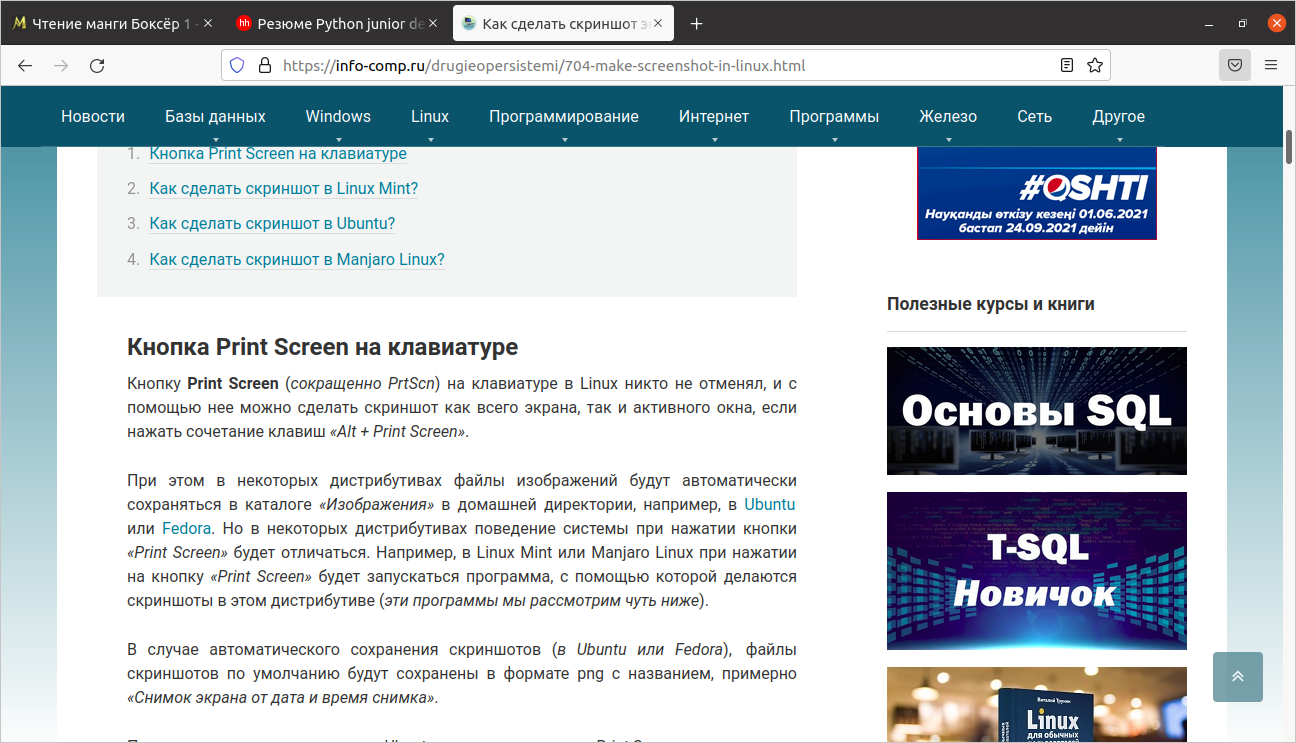 Чтение манги Боксёр 1 -
hh Резюме Python junior de
Как сделать скриншот э
https://info-comp.ru/drugieopersistemi/704-make-screenshot-in-linux.html
Новости Базы данных Windows Linux Программирование Интернет Программы Железо Сеть Другое
1. Кнопка Print Screen на клавиатуре
2. Как сделать скриншот в Linux Mint?
3. Как сделать скриншот в Ubuntu?
4. Как сделать скриншот в Manjaro Linux?
Кнопка Print Screen на клавиатуре
Кнопку Print Screen (сокращенно PrtScn) на клавиатуре в Linux никто не отменял, и с
помощью нее можно сделать скриншот как всего экрана, так и активного окна, если
нажать сочетание клавиш «Alt + Print Screen».
При этом в некоторых дистрибутивах файлы изображений будут автоматически
сохраняться в каталоге «Изображения» в домашней директории, например, в Ubuntu
или Fedora. Но в некоторых дистрибутивах поведение системы при нажатии кнопки
«Print Screen» будет отличаться. Например, в Linux Mint или Manjaro Linux при нажатии
на кнопку «Print Screen» будет запускаться программа, с помощью которой делаются
скриншоты в этом дистрибутиве (эти программы мы рассмотрим чуть ниже).
В случае автоматического сохранения скриншотов (в Ubuntu или Fedora), файлы
скриншотов по умолчанию будут сохранены в формате png с названием, примерно
«Снимок экрана от дата и время снимка».
#OSHTI
Науқанды өткізу кезеңі 01.06.2021
бастап 24.09.2021 дейін
Полезные курсы и книги
Основы SQL
T-SQL
Новичок
Виталий Трунин
Linux
для обычных